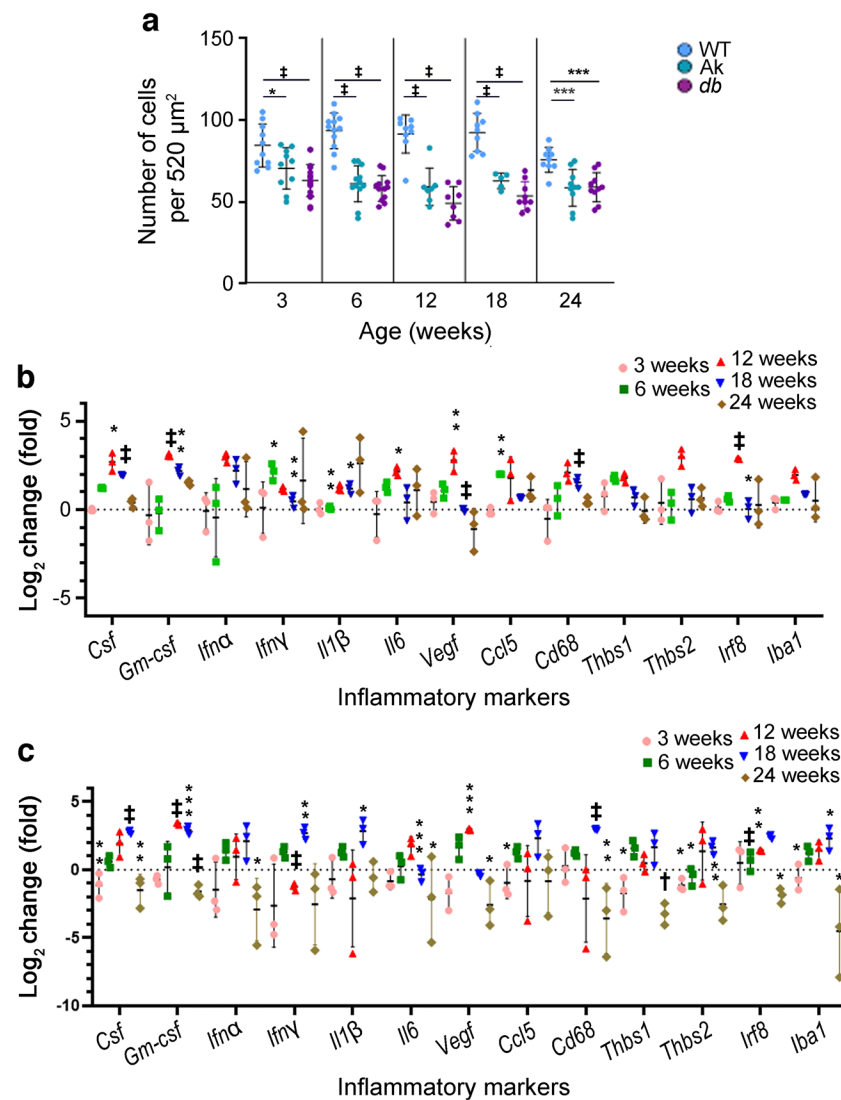 a
150
100
50
0
Number of cells
per 520 µm²
‡
*
‡
‡
‡
‡
‡
‡
***
***
WT
Ak
db
3 6 12 18 24
Age (weeks)
b
3 weeks
6 weeks
12 weeks
18 weeks
24 weeks
Log₂ change (fold)
5
0
-5
* ‡ ‡ ** * ** ** * * ** ‡ ** ‡ ‡ *
Csf Gm-csf Ifnα Ifnγ Il1β Il6 Vegf Ccl5 Cd68 Thbs1 Thbs2 Irf8 Iba1
Inflammatory markers
c
3 weeks
6 weeks
12 weeks
18 weeks
24 weeks
Log₂ change (fold)
5
0
-5
-10
** ‡ ** ‡ *** ‡ * ‡ ** * *** * *** * * ‡ ** * † ** * ** ‡ ** * * * *
Csf Gm-csf Ifnα Ifnγ Il1β Il6 Vegf Ccl5 Cd68 Thbs1 Thbs2 Irf8 Iba1
Inflammatory markers